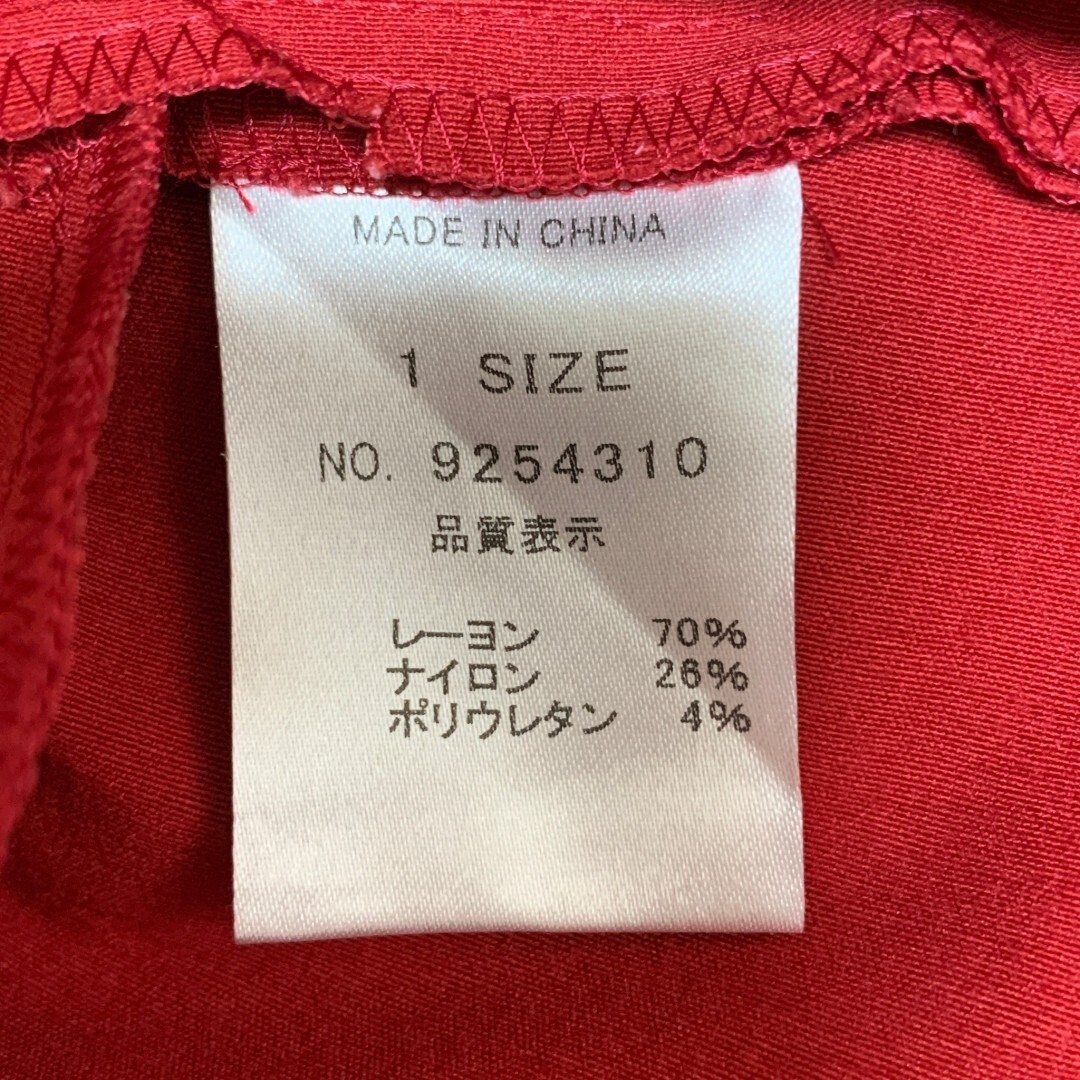 MADE IN CHINA
1 SIZE
NO. 9254310
品質表示
レーヨン 70%
ナイロン 26%
ポリウレタン 4%